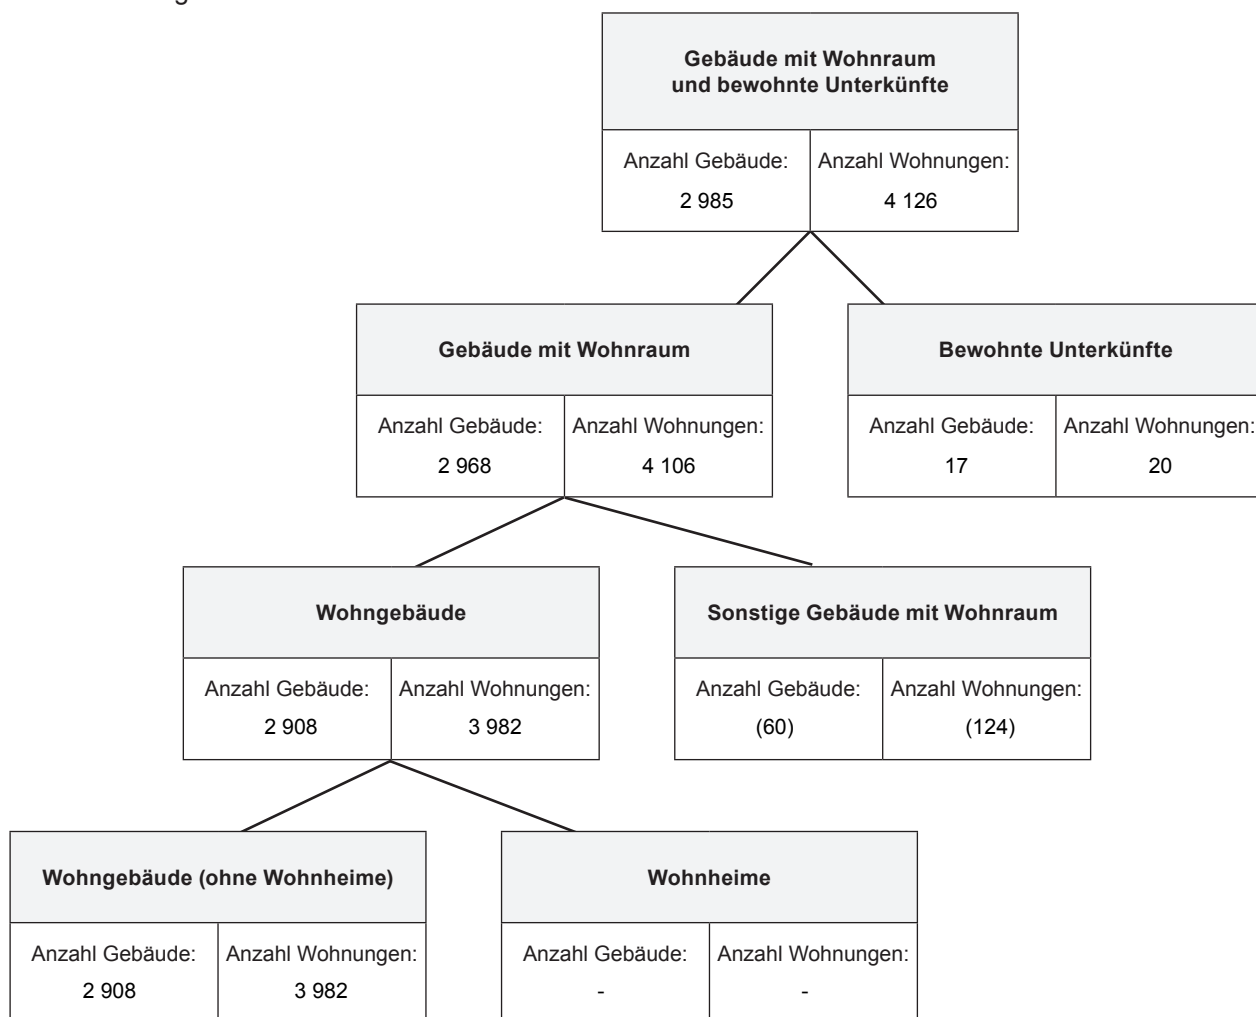 Gebäude mit Wohnraum
und bewohnte Unterkünfte
Anzahl Gebäude: Anzahl Wohnungen:
2 985 4 126
Gebäude mit Wohnraum Bewohnte Unterkünfte
Anzahl Gebäude: Anzahl Wohnungen: Anzahl Gebäude: Anzahl Wohnungen:
2 968 4 106 17 20
Wohngebäude Sonstige Gebäude mit Wohnraum
Anzahl Gebäude: Anzahl Wohnungen: Anzahl Gebäude: Anzahl Wohnungen:
2 908 3 982 (60) (124)
Wohngebäude (ohne Wohnheime) Wohnheime
Anzahl Gebäude: Anzahl Wohnungen: Anzahl Gebäude: Anzahl Wohnungen:
2 908 3 982 - -